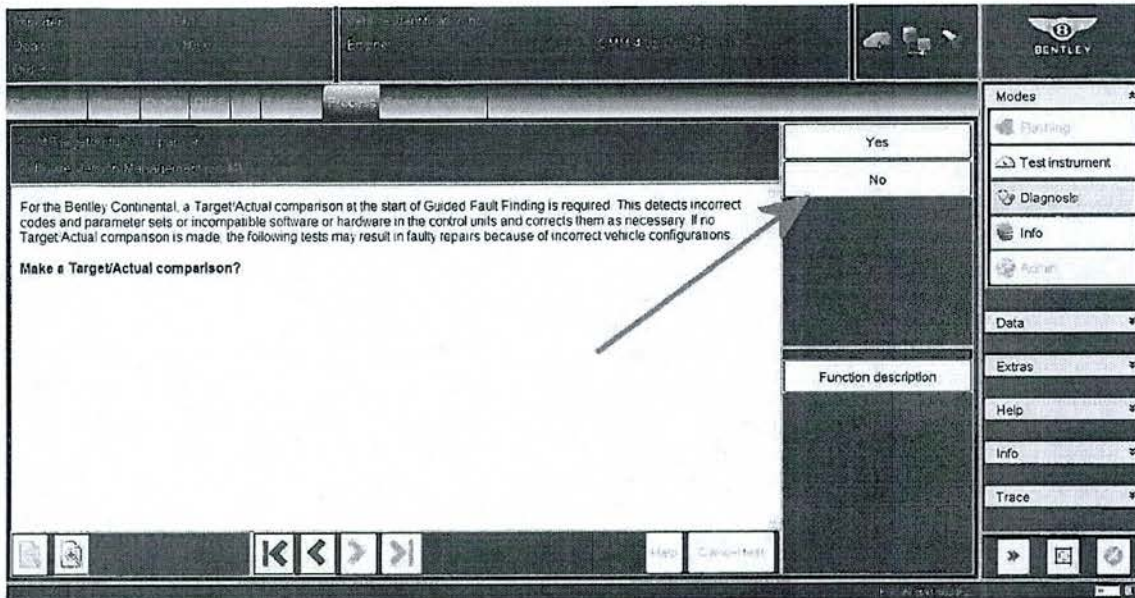 Engine
BENTLEY
Process
Modes
Flashing
Test instrument
Diagnosis
Info
Admin
Data
Extras
Help
Info
Trace
Yes
No
Function description
For the Bentley Continental, a Target/Actual comparison at the start of Guided Fault Finding is required. This detects incorrect
codes and parameter sets or incompatible software or hardware in the control units and corrects them as necessary. If no
Target/Actual comparison is made, the following tests may result in faulty repairs because of incorrect vehicle configurations.
Make a Target/Actual comparison?
Help
Cancel test